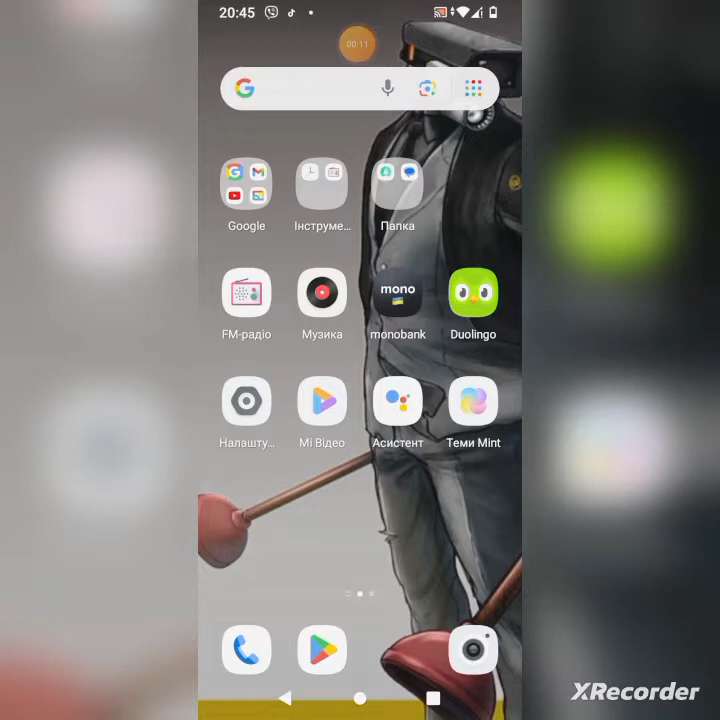 20:45
00:11
Google
Інструме...
Папка
mono
FM-радіо
Музика
monobank
Duolingo
Налашту...
Мі Відео
Асистент
Теми Mint
XRecorder